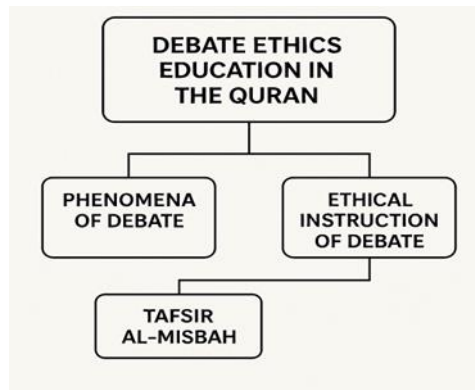 DEBATE ETHICS
EDUCATION IN
THE QURAN
PHENOMENA
OF DEBATE
ETHICAL
INSTRUCTION
OF DEBATE
TAFSIR
AL–MISBAH